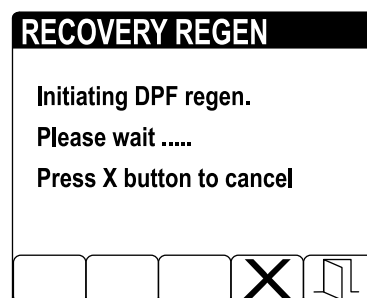 RECOVERY REGEN
Initiating DPF regen.
Please wait .....
Press X button to cancel
X